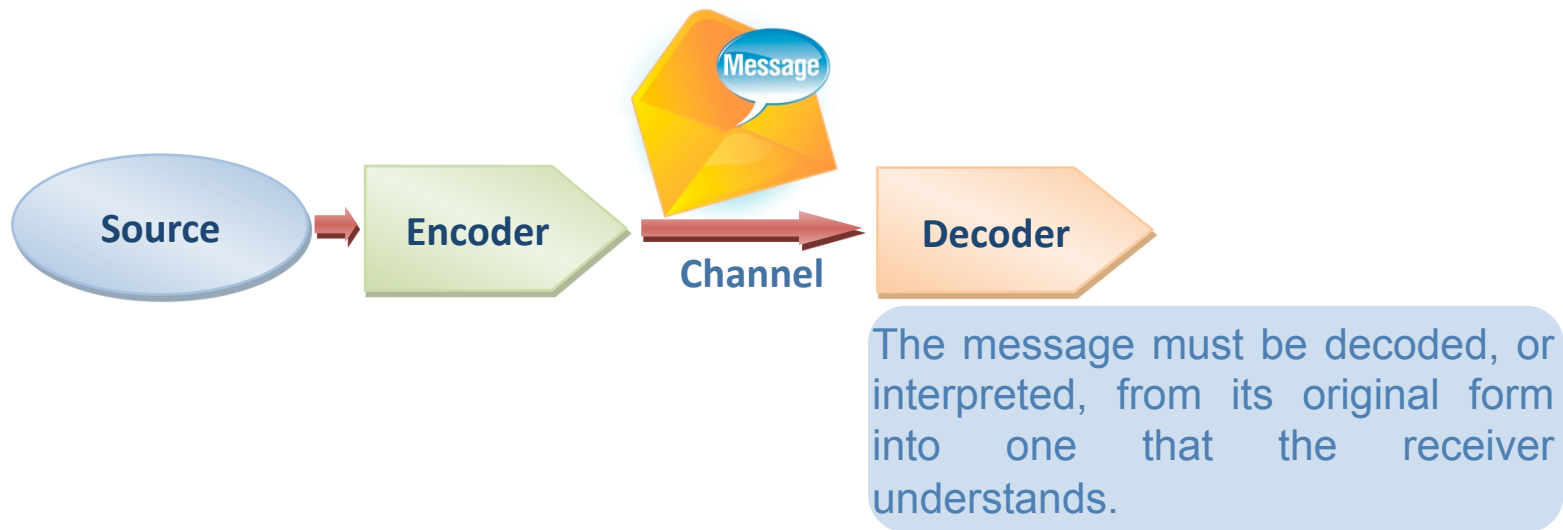 Message
Source
Encoder
Channel
Decoder
The message must be decoded, or
interpreted, from its original form
into one that the receiver
understands.